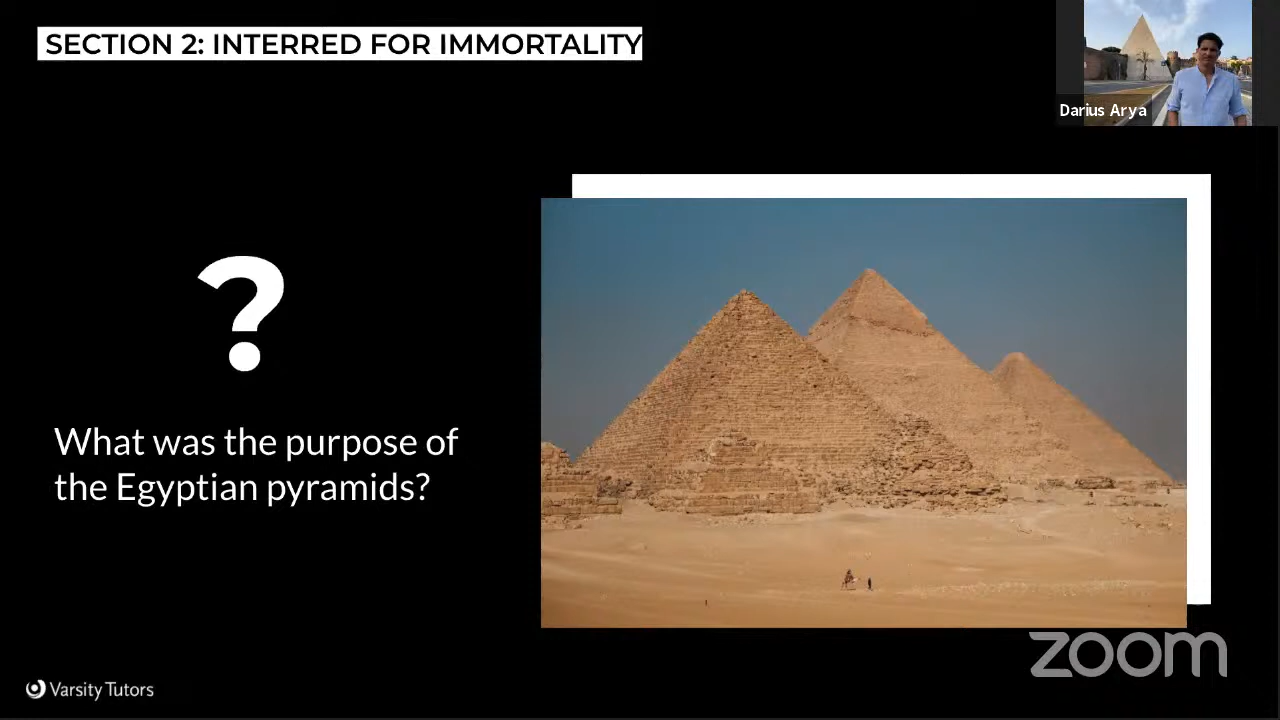 SECTION 2: INTERRED FOR IMMORTALITY
Darius Arya
?
What was the purpose of
the Egyptian pyramids?
zoom
Varsity Tutors